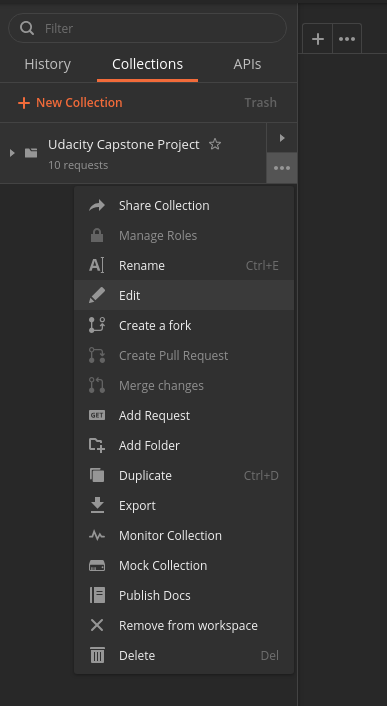 Filter
History Collections APIs
+ New Collection Trash
Udacity Capstone Project
10 requests
Share Collection
Manage Roles
Rename Ctrl+E
Edit
Create a fork
Create Pull Request
Merge changes
GET Add Request
Add Folder
Duplicate Ctrl+D
Export
Monitor Collection
Mock Collection
Publish Docs
Remove from workspace
Delete Del